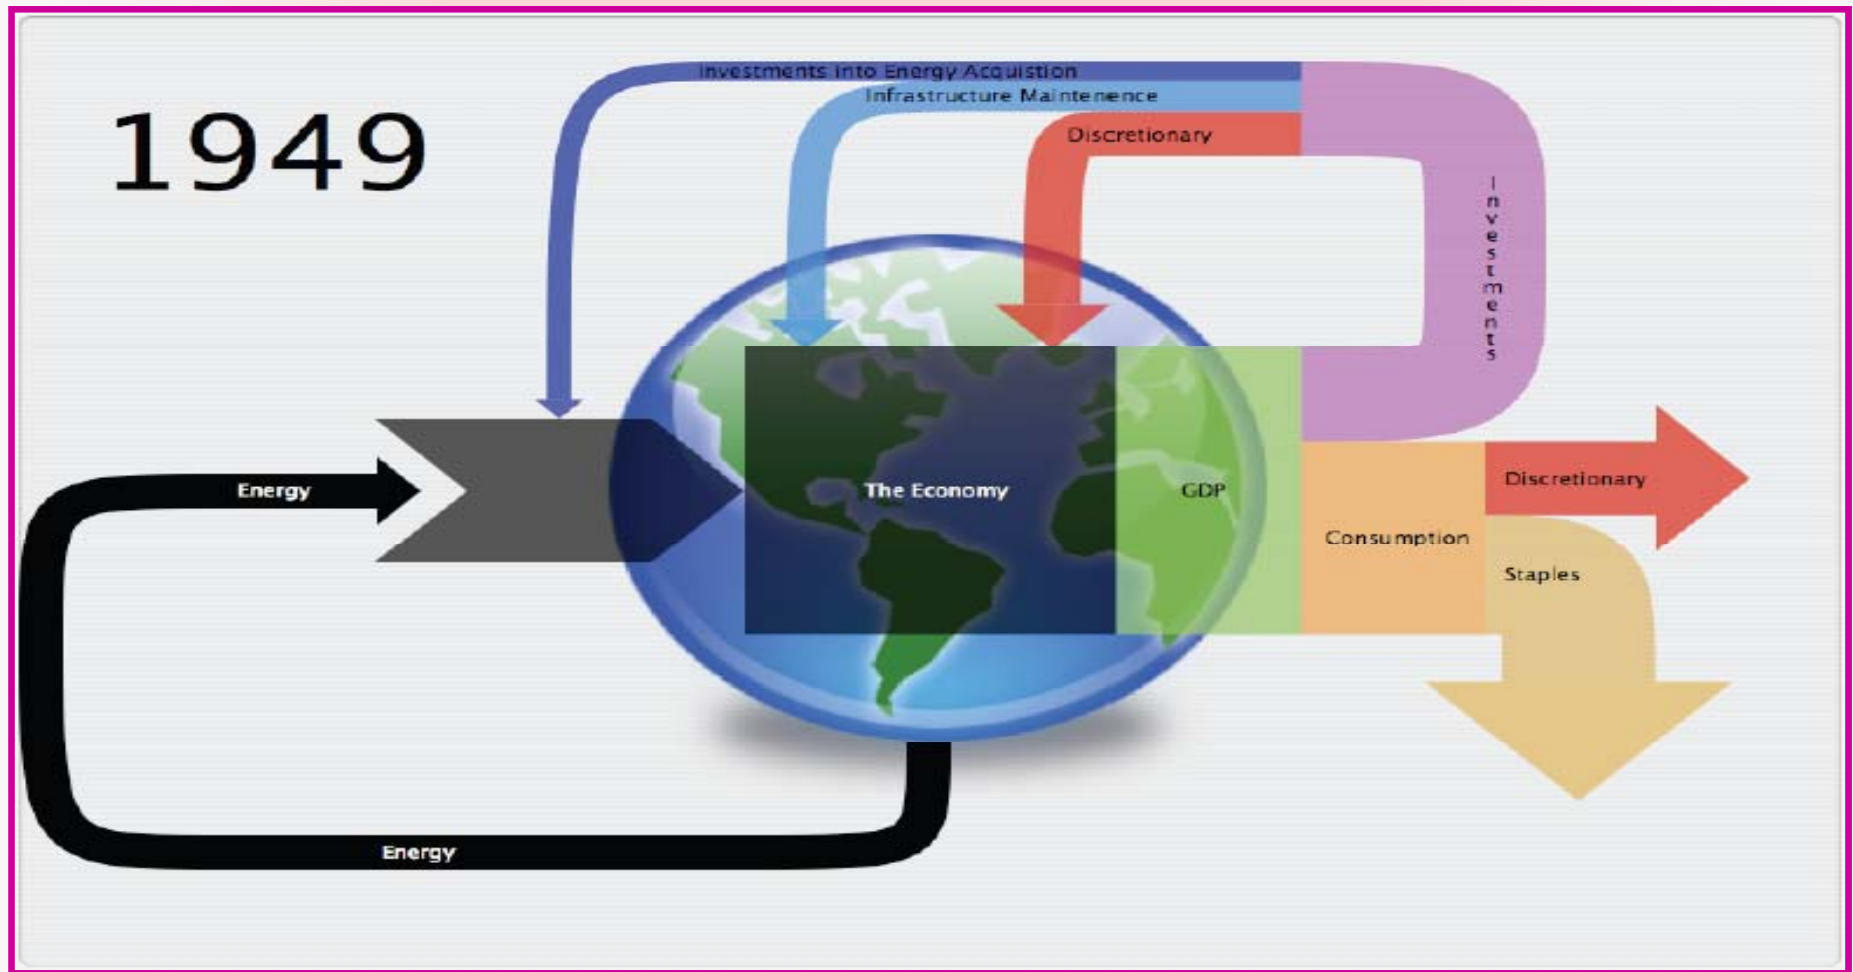 Investments into Energy Acquistion
Infrastructure Maintenence
1949
Discretionary
Investments
Energy
The Economy
GDP
Discretionary
Consumption
Staples
Energy